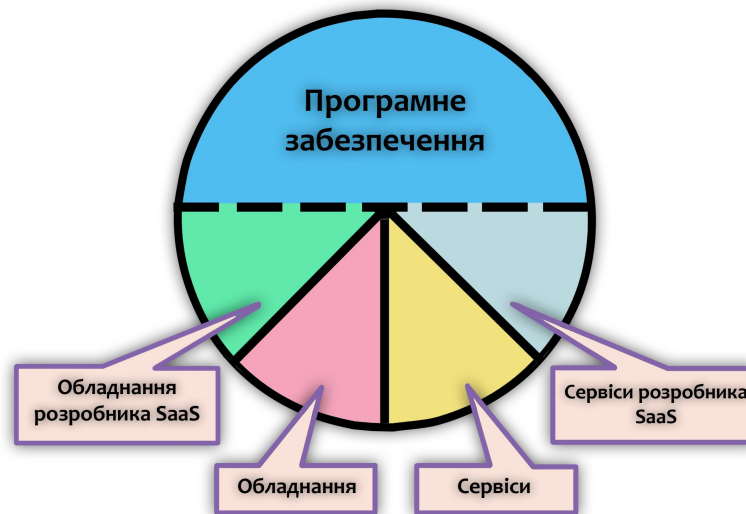 Програмне
забезпечення
Обладнання
розробника SaaS
Сервіси розробника
SaaS
Обладнання
Сервіси